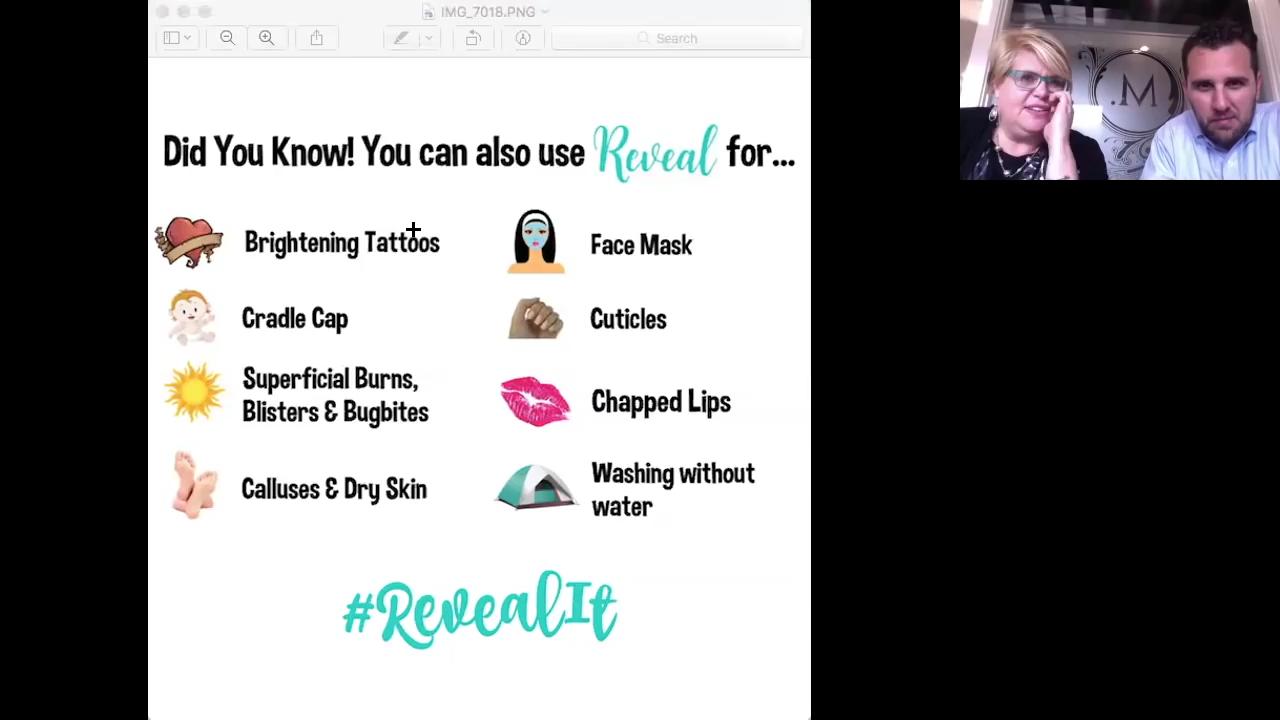 IMG_7018.PNG
Search
Did You Know! You can also use Reveal for...
Brightening Tattoos
Face Mask
Cradle Cap
Cuticles
Superficial Burns,
Blisters & Bugbites
Chapped Lips
Calluses & Dry Skin
Washing without
water
#RevealIt
.M.